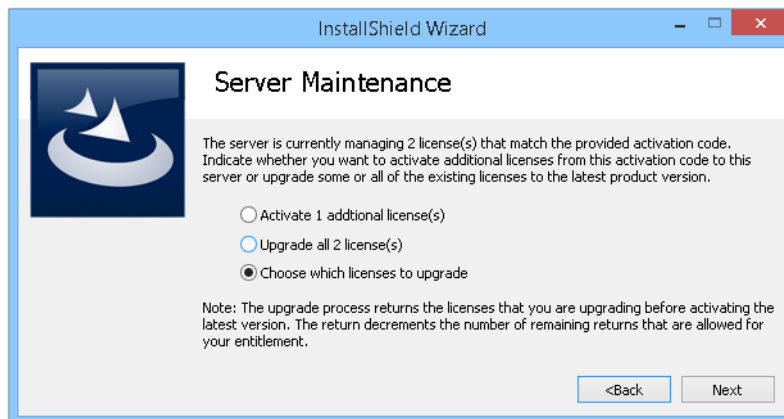 InstallShield Wizard
Server Maintenance
The server is currently managing 2 license(s) that match the provided activation code.
Indicate whether you want to activate additional licenses from this activation code to this
server or upgrade some or all of the existing licenses to the latest product version.
Activate 1 addtional license(s)
Upgrade all 2 license(s)
Choose which licenses to upgrade
Note: The upgrade process returns the licenses that you are upgrading before activating the
latest version. The return decrements the number of remaining returns that are allowed for
your entitlement.
<Back Next